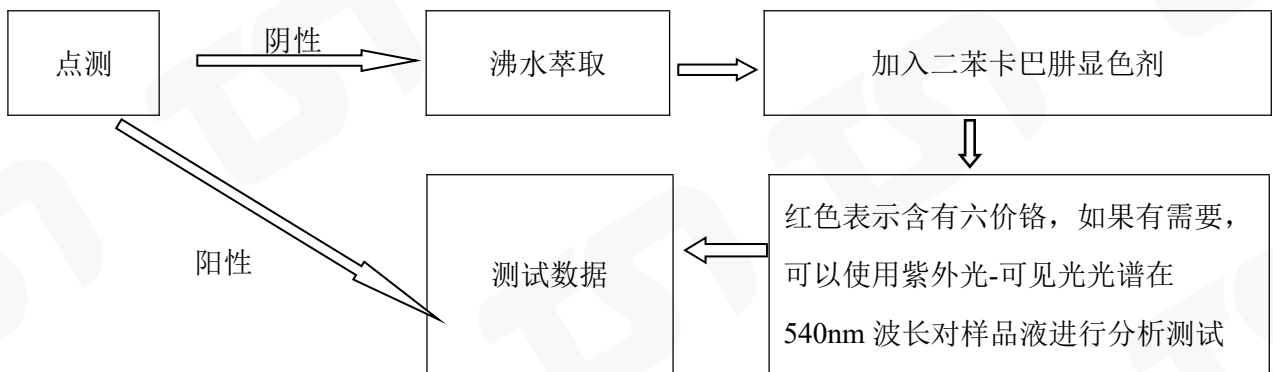 点测
阴性
沸水萃取
加入二苯卡巴肼显色剂
阳性
测试数据
红色表示含有六价铬，如果有需要，
可以使用紫外光-可见光光谱在
540nm 波长对样品液进行分析测试